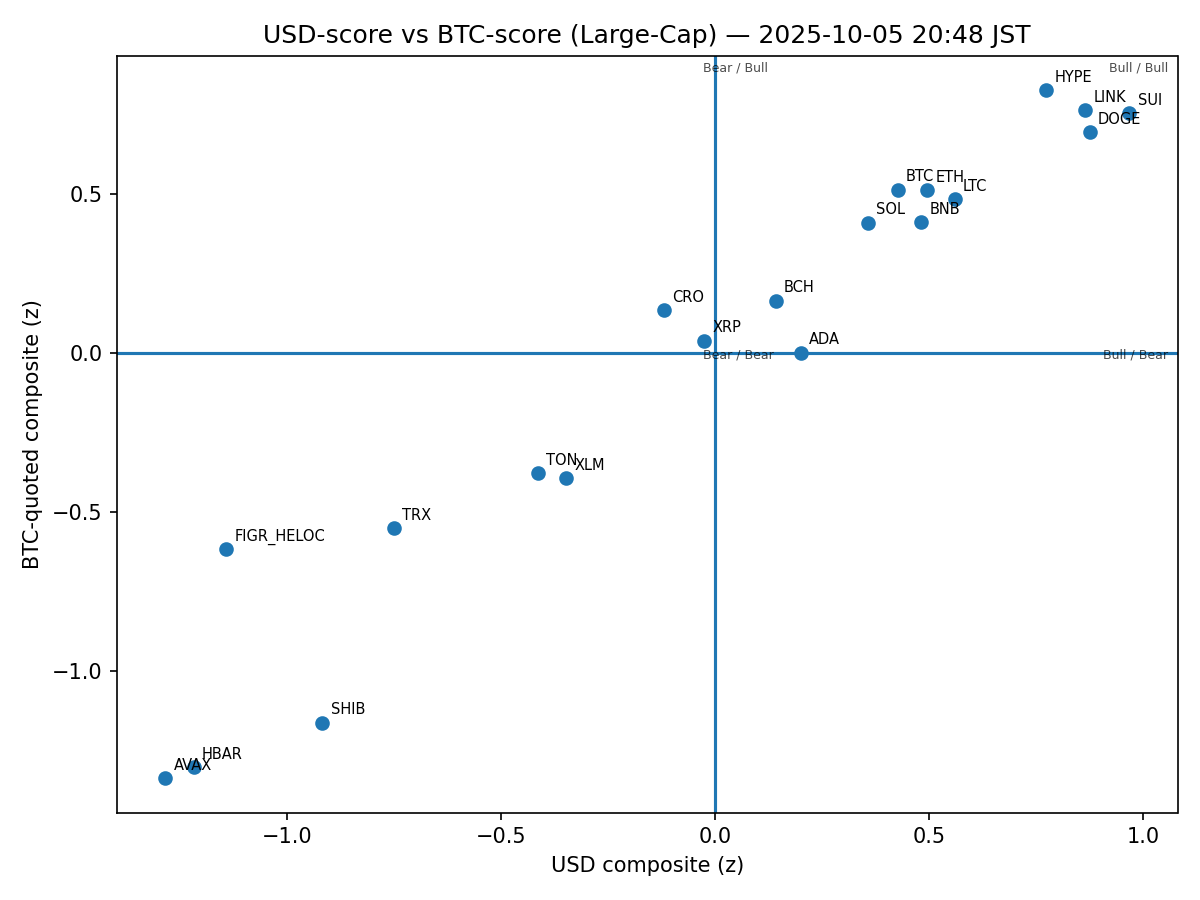 USD-score vs BTC-score (Large-Cap) — 2025-10-05 20:48 JST
Bear / Bull
Bull / Bull
HYPE
LINK
SUI
DOGE
BTC
ETH
LTC
SOL
BNB
CRO
BCH
XRP
ADA
Bear / Bear
Bull / Bear
TON
XLM
TRX
FIGR_HELOC
SHIB
HBAR
AVAX
0.5
0.0
−0.5
−1.0
BTC-quoted composite (z)
−1.0
−0.5
0.0
0.5
1.0
USD composite (z)